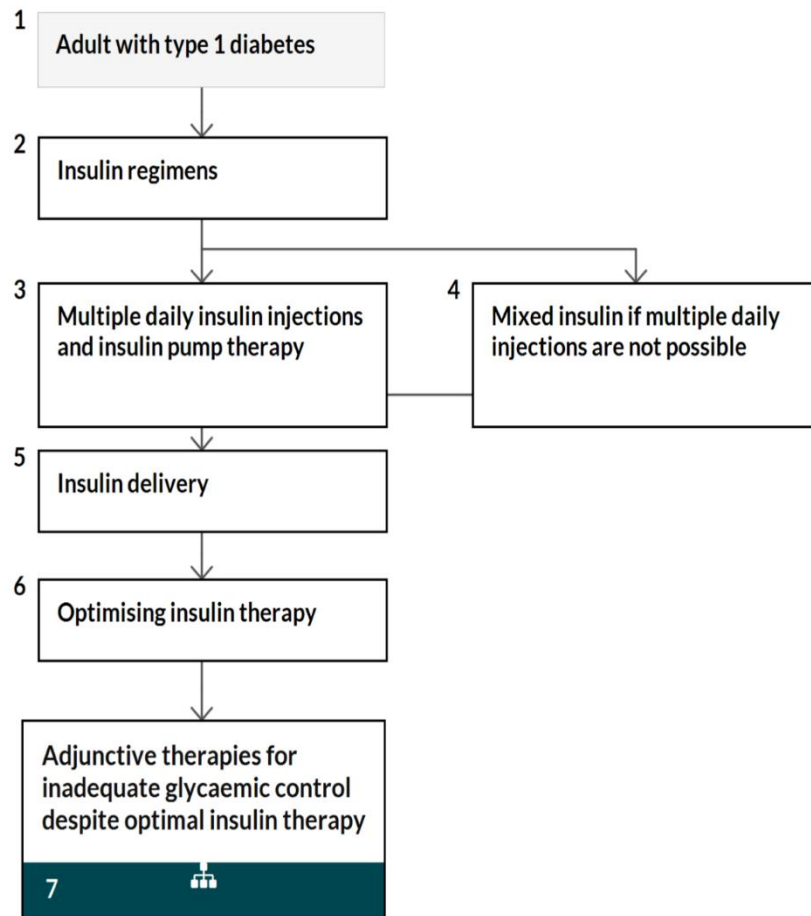 1
Adult with type 1 diabetes
2
Insulin regimens
3
Multiple daily insulin injections
and insulin pump therapy
4
Mixed insulin if multiple daily
injections are not possible
5
Insulin delivery
6
Optimising insulin therapy
Adjunctive therapies for
inadequate glycaemic control
despite optimal insulin therapy
7